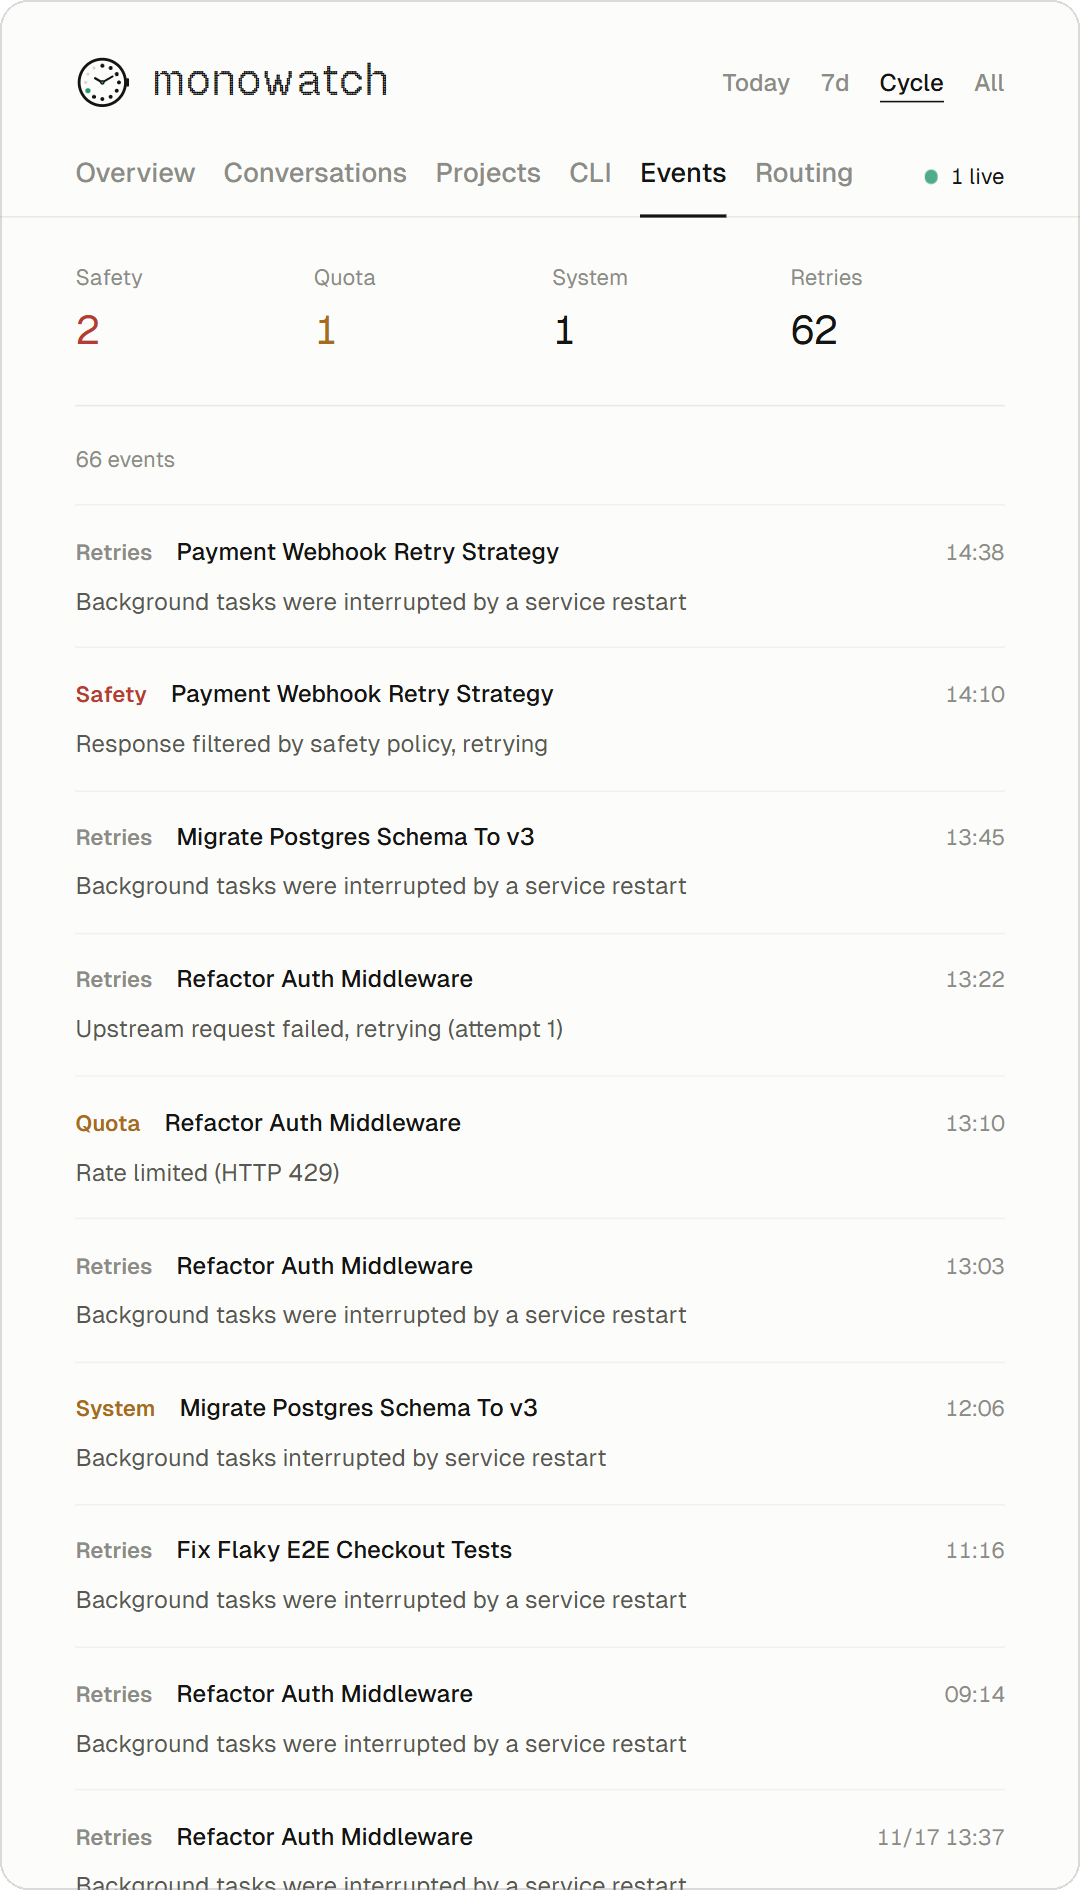 monowatch
Today 7d Cycle All
Overview Conversations Projects CLI Events Routing 1 live
Safety Quota System Retries
2 1 1 62
66 events
Retries Payment Webhook Retry Strategy 14:38
Background tasks were interrupted by a service restart
Safety Payment Webhook Retry Strategy 14:10
Response filtered by safety policy, retrying
Retries Migrate Postgres Schema To v3 13:45
Background tasks were interrupted by a service restart
Retries Refactor Auth Middleware 13:22
Upstream request failed, retrying (attempt 1)
Quota Refactor Auth Middleware 13:10
Rate limited (HTTP 429)
Retries Refactor Auth Middleware 13:03
Background tasks were interrupted by a service restart
System Migrate Postgres Schema To v3 12:06
Background tasks interrupted by service restart
Retries Fix Flaky E2E Checkout Tests 11:16
Background tasks were interrupted by a service restart
Retries Refactor Auth Middleware 09:14
Background tasks were interrupted by a service restart
Retries Refactor Auth Middleware 11/17 13:37
Background tasks were interrupted by a service restart